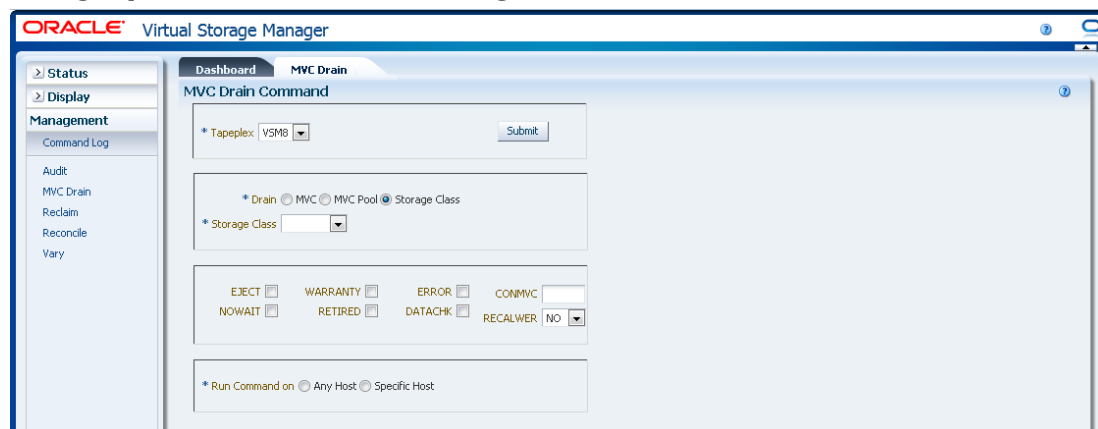 ORACLE Virtual Storage Manager
Status
Display
Management
Command Log
Audit
MVC Drain
Reclaim
Reconcile
Vary
Dashboard MVC Drain
MVC Drain Command
* Tapeplex VSM8 Submit
* Drain MVC MVC Pool Storage Class
* Storage Class
EJECT WARRANTY ERROR CONMVC
NOWAIT RETIRED DATACHK RECALWER NO
* Run Command on Any Host Specific Host